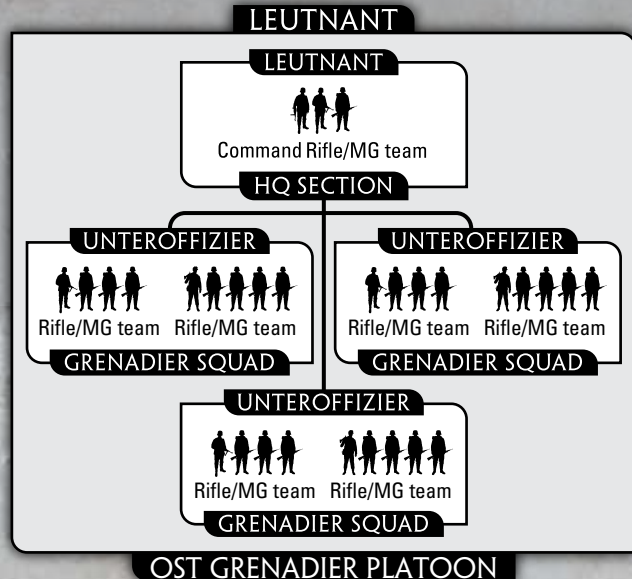 LEUTNANT
LEUTNANT
Command Rifle/MG team
HQ SECTION
UNTEROFFIZIER
Rifle/MG team Rifle/MG team
GRENADIER SQUAD
UNTEROFFIZIER
Rifle/MG team Rifle/MG team
GRENADIER SQUAD
UNTEROFFIZIER
Rifle/MG team Rifle/MG team
GRENADIER SQUAD
OST GRENADIER PLATOON